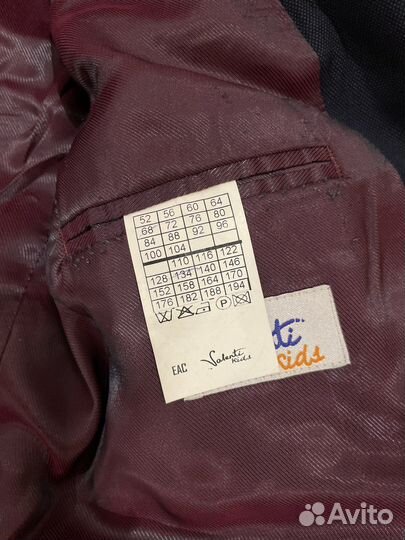 52 56 60 64
68 72 76 80
84 88 92 96
100 104
110 116 122
128 134 140 146
152 158 164 170
176 182 188 194
P
EAC Valenti Kids
kids
Avito